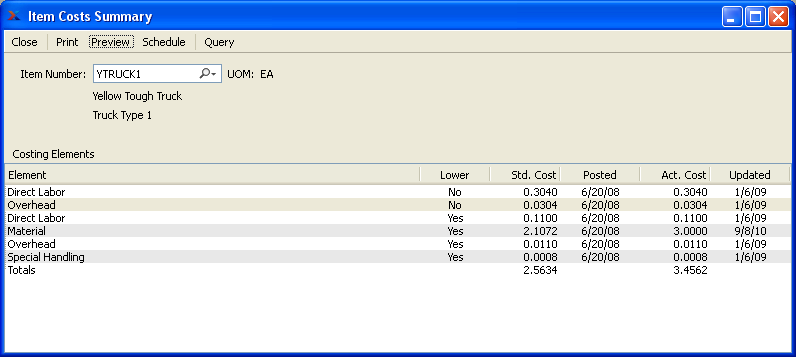 Item Costs Summary
Close Print Preview Schedule Query
Item Number: YTRUCK1 UOM: EA
Yellow Tough Truck
Truck Type 1
Costing Elements
Element Lower Std. Cost Posted Act. Cost Updated
Direct Labor No 0.3040 6/20/08 0.3040 1/6/09
Overhead No 0.0304 6/20/08 0.0304 1/6/09
Direct Labor Yes 0.1100 6/20/08 0.1100 1/6/09
Material Yes 2.1072 6/20/08 3.0000 9/8/10
Overhead Yes 0.0110 6/20/08 0.0110 1/6/09
Special Handling Yes 0.0008 6/20/08 0.0008 1/6/09
Totals 2.5634 3.4562